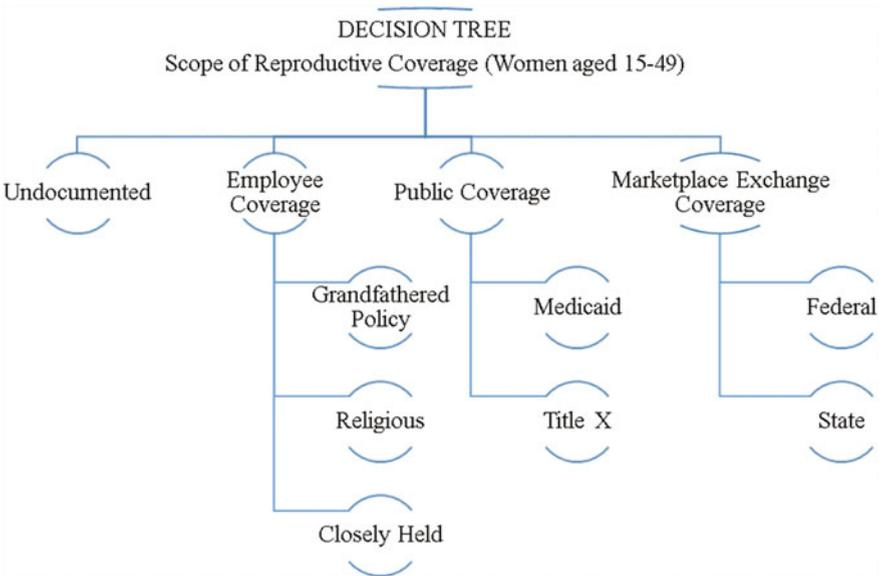 DECISION TREE
Scope of Reproductive Coverage (Women aged 15-49)
Undocumented
Employee
Coverage
Public Coverage
Marketplace Exchange
Coverage
Grandfathered
Policy
Medicaid
Federal
Religious
Title X
State
Closely Held